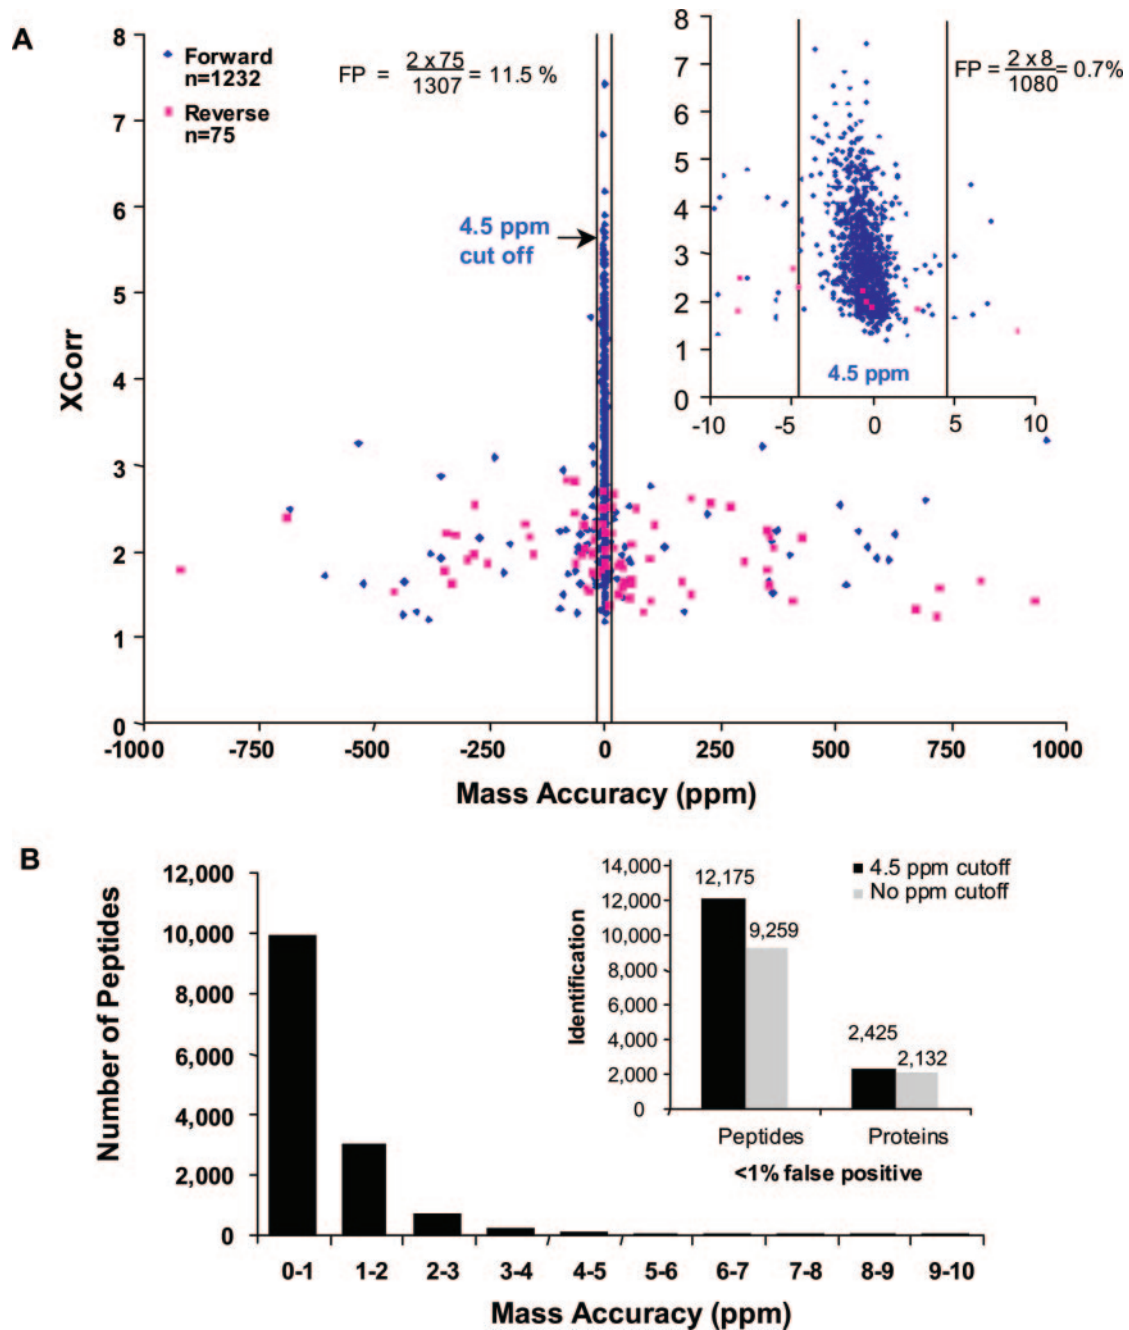 A
Forward
n=1232
Reverse
n=75
FP = 2 x 75 / 1307 = 11.5 %
4.5 ppm
cut off
XCorr
8
7
6
5
4
3
2
1
0
-1000 -750 -500 -250 0 250 500 750 1000
Mass Accuracy (ppm)
8
7
6
5
4
3
2
1
0
FP = 2 x 8 / 1080 = 0.7%
4.5 ppm
-10 -5 0 5 10
B
Number of Peptides
12,000
10,000
8,000
6,000
4,000
2,000
0
0-1 1-2 2-3 3-4 4-5 5-6 6-7 7-8 8-9 9-10
Mass Accuracy (ppm)
Identification
14,000
12,000
10,000
8,000
6,000
4,000
2,000
0
4.5 ppm cutoff
No ppm cutoff
12,175
9,259
2,425
2,132
Peptides Proteins
<1% false positive